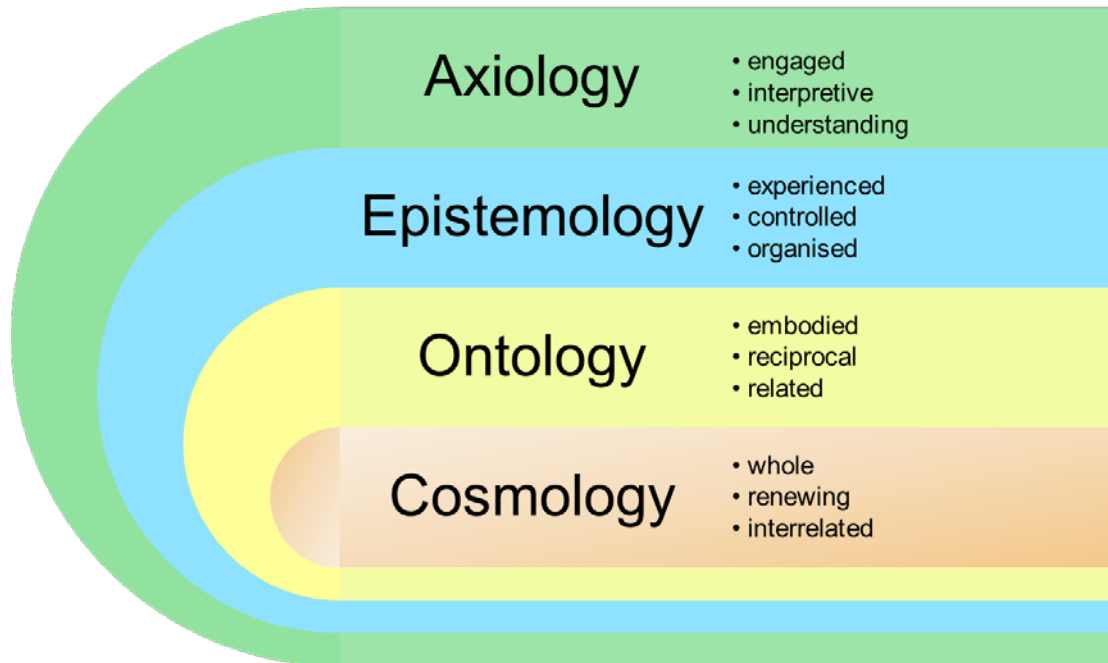 Axiology
• engaged
• interpretive
• understanding
Epistemology
• experienced
• controlled
• organised
Ontology
• embodied
• reciprocal
• related
Cosmology
• whole
• renewing
• interrelated